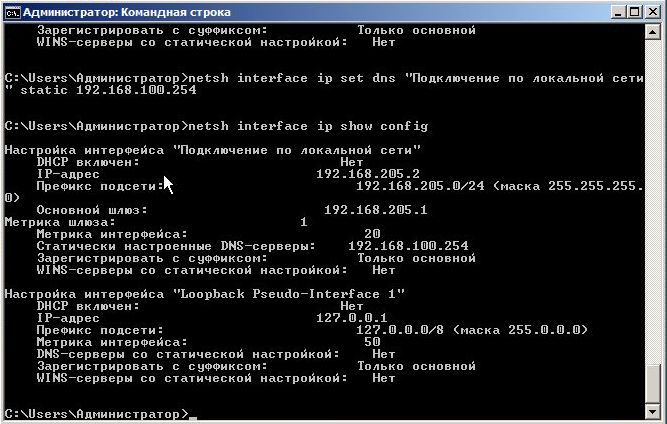 Администратор: Командная строка
Зарегистрировать с суффиксом: Только основной
WINS-серверы со статической настройкой: Нет
C:\Users\Администратор>netsh interface ip set dns "Подключение по локальной сети
" static 192.168.100.254
C:\Users\Администратор>netsh interface ip show config
Настройка интерфейса "Подключение по локальной сети"
DHCP включен: Нет
IP-адрес 192.168.205.2
Префикс подсети: 192.168.205.0/24 (маска 255.255.255.
0)
Основной шлюз: 192.168.205.1
Метрика шлюза: 1
Метрика интерфейса: 20
Статически настроенные DNS-серверы: 192.168.100.254
Зарегистрировать с суффиксом: Только основной
WINS-серверы со статической настройкой: Нет
Настройка интерфейса "Loopback Pseudo-Interface 1"
DHCP включен: Нет
IP-адрес 127.0.0.1
Префикс подсети: 127.0.0.0/8 (маска 255.0.0.0)
Метрика интерфейса: 50
DNS-серверы со статической настройкой: Нет
Зарегистрировать с суффиксом: Только основной
WINS-серверы со статической настройкой: Нет
C:\Users\Администратор>_